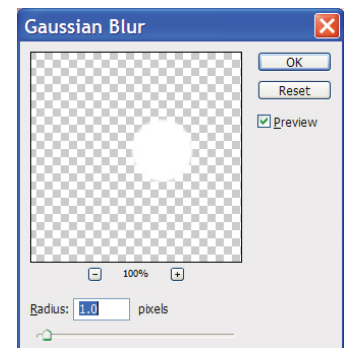 Gaussian Blur
OK
Reset
Preview
100%
Radius: 1.0 pixels